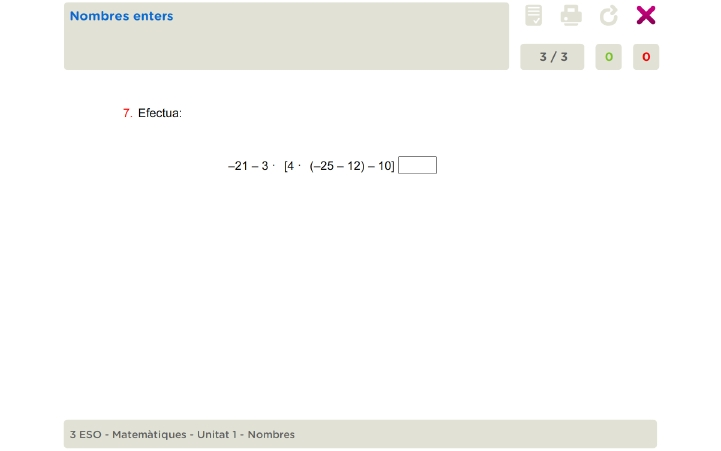 Nombres enters
3 / 3 0 0
7. Efectua:
–21 – 3 · [4 · (–25 – 12) – 10]
3 ESO - Matemàtiques - Unitat 1 - Nombres